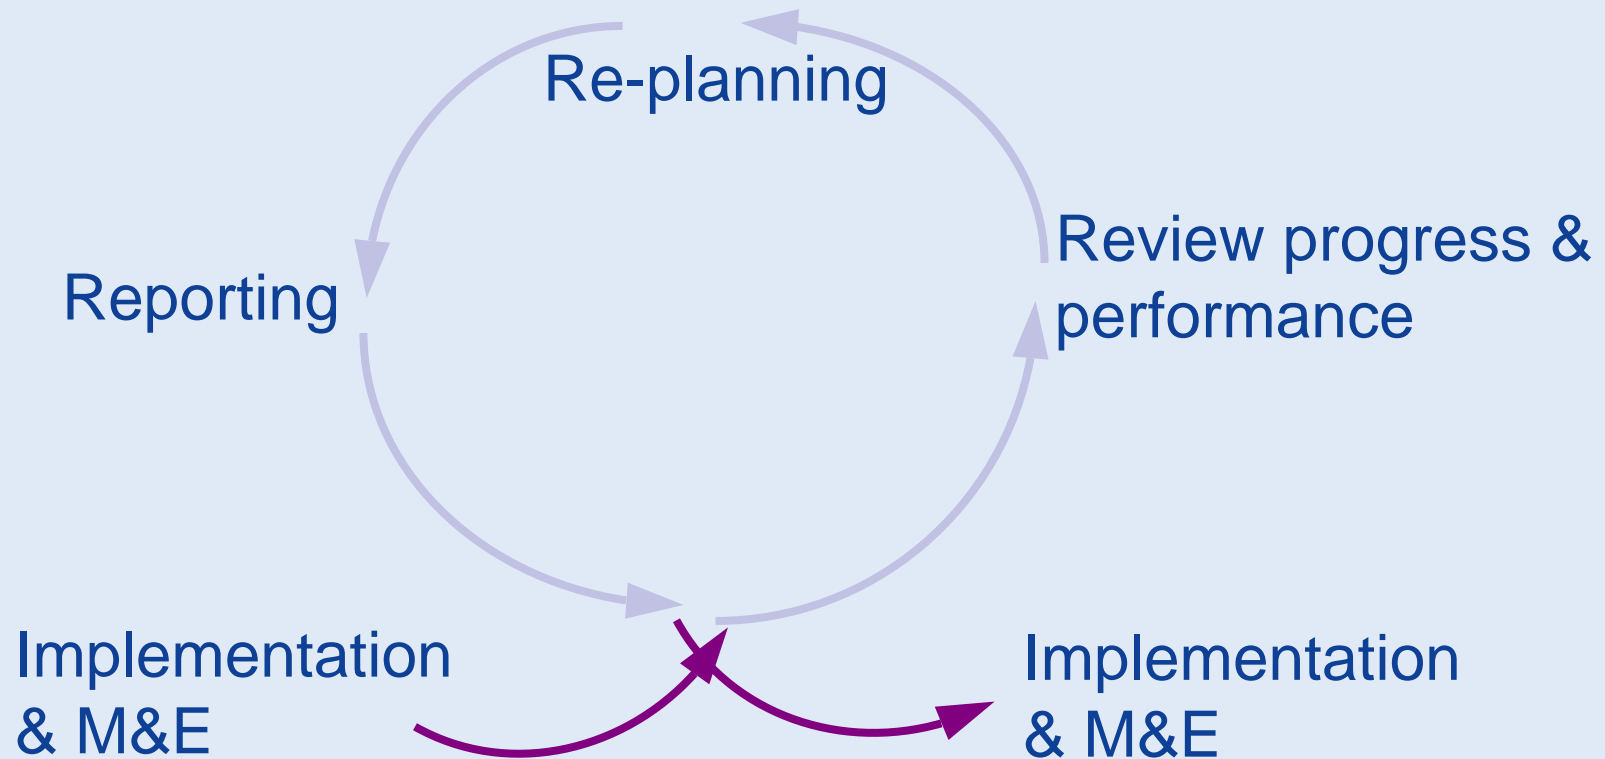 Re-planning
Review progress &
performance
Reporting
Implementation
& M&E
Implementation
& M&E